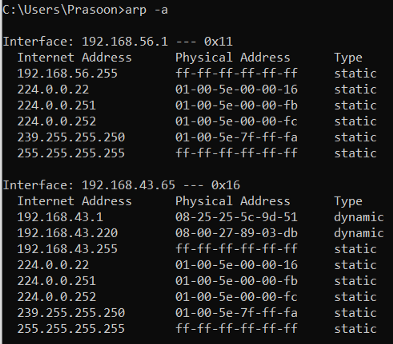 C:\Users\Prasoon>arp -a
Interface: 192.168.56.1 --- 0x11
Internet Address Physical Address Type
192.168.56.255 ff-ff-ff-ff-ff-ff static
224.0.0.22 01-00-5e-00-00-16 static
224.0.0.251 01-00-5e-00-00-fb static
224.0.0.252 01-00-5e-00-00-fc static
239.255.255.250 01-00-5e-7f-ff-fa static
255.255.255.255 ff-ff-ff-ff-ff-ff static
Interface: 192.168.43.65 --- 0x16
Internet Address Physical Address Type
192.168.43.1 08-25-25-5c-9d-51 dynamic
192.168.43.220 08-00-27-89-03-db dynamic
192.168.43.255 ff-ff-ff-ff-ff-ff static
224.0.0.22 01-00-5e-00-00-16 static
224.0.0.251 01-00-5e-00-00-fb static
224.0.0.252 01-00-5e-00-00-fc static
239.255.255.250 01-00-5e-7f-ff-fa static
255.255.255.255 ff-ff-ff-ff-ff-ff static